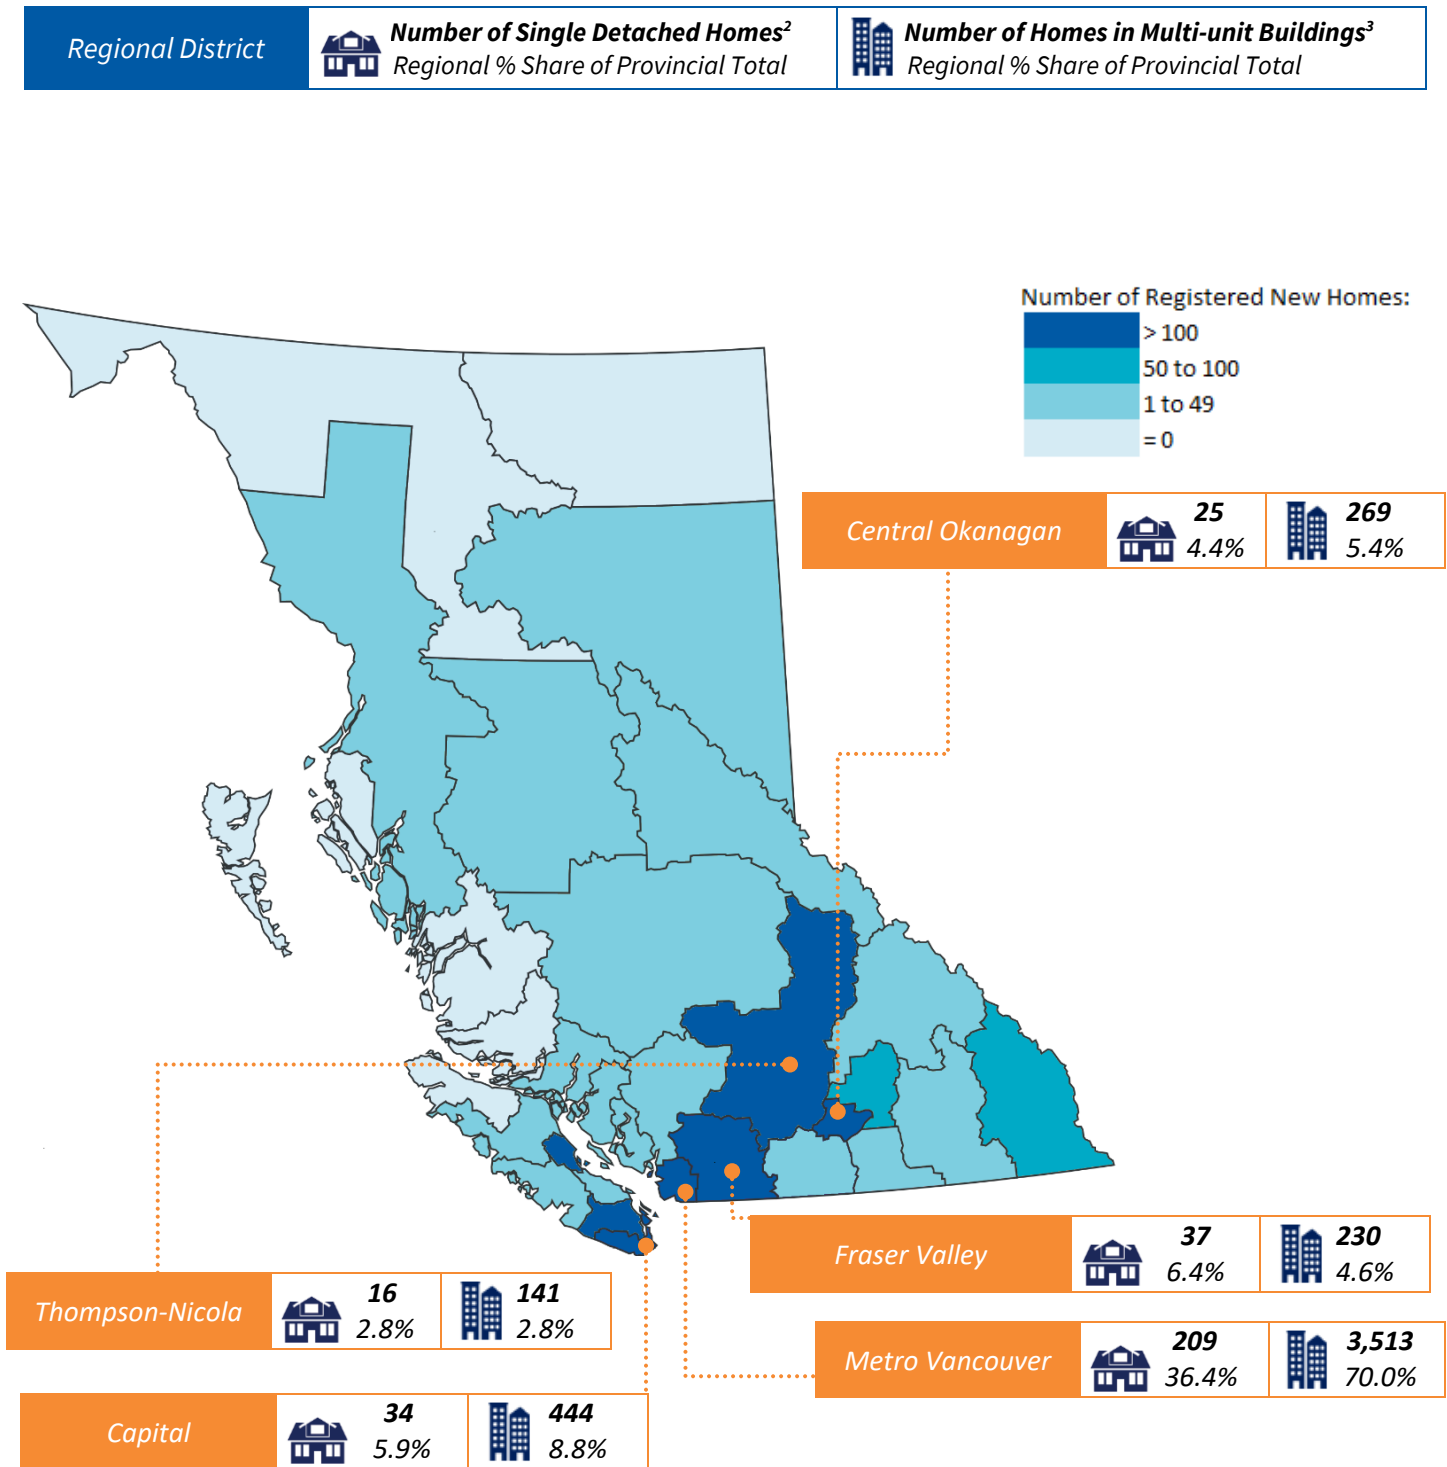 Regional District
Number of Single Detached Homes²
Regional % Share of Provincial Total
Number of Homes in Multi-unit Buildings³
Regional % Share of Provincial Total
Number of Registered New Homes:
> 100
50 to 100
1 to 49
= 0
Central Okanagan
25
4.4%
269
5.4%
Fraser Valley
37
6.4%
230
4.6%
Thompson-Nicola
16
2.8%
141
2.8%
Metro Vancouver
209
36.4%
3,513
70.0%
Capital
34
5.9%
444
8.8%